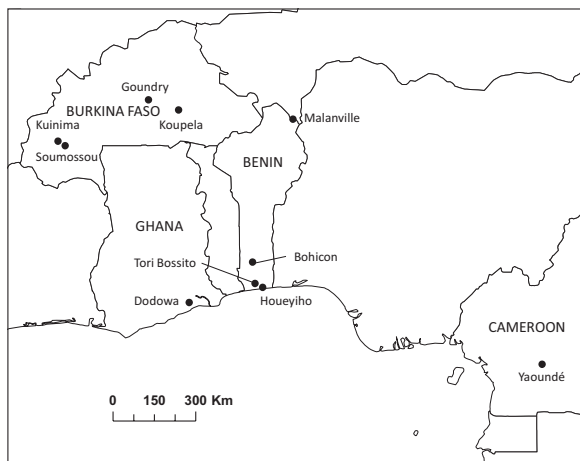 Goundry
BURKINA FASO
Kuinima
Koupela
Malanville
Soumossou
BENIN
GHANA
Bohicon
Tori Bossito
Dodowa
Houeyiho
CAMEROON
Yaoundé
0 150 300 Km